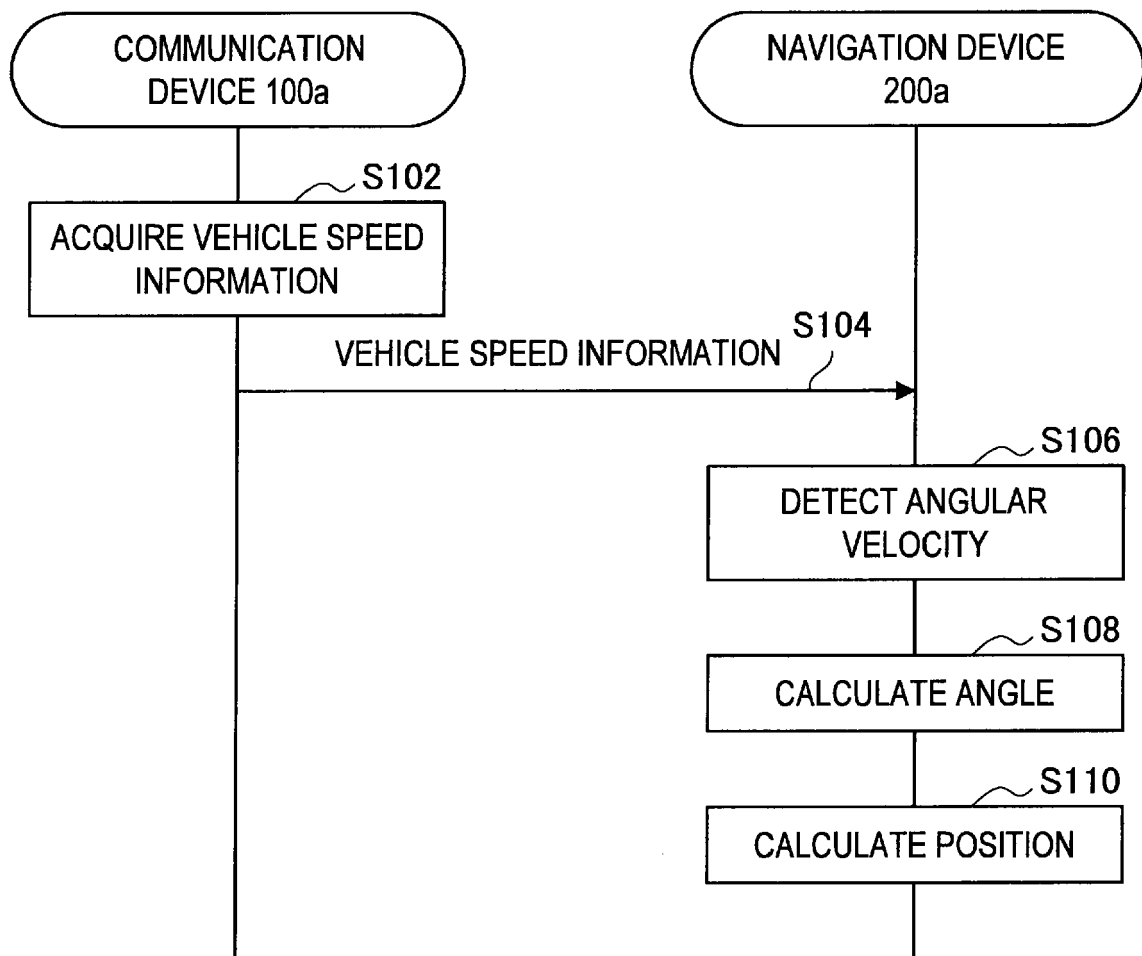 COMMUNICATION
DEVICE 100a
NAVIGATION DEVICE
200a
S102
ACQUIRE VEHICLE SPEED
INFORMATION
S104
VEHICLE SPEED INFORMATION
S106
DETECT ANGULAR
VELOCITY
S108
CALCULATE ANGLE
S110
CALCULATE POSITION